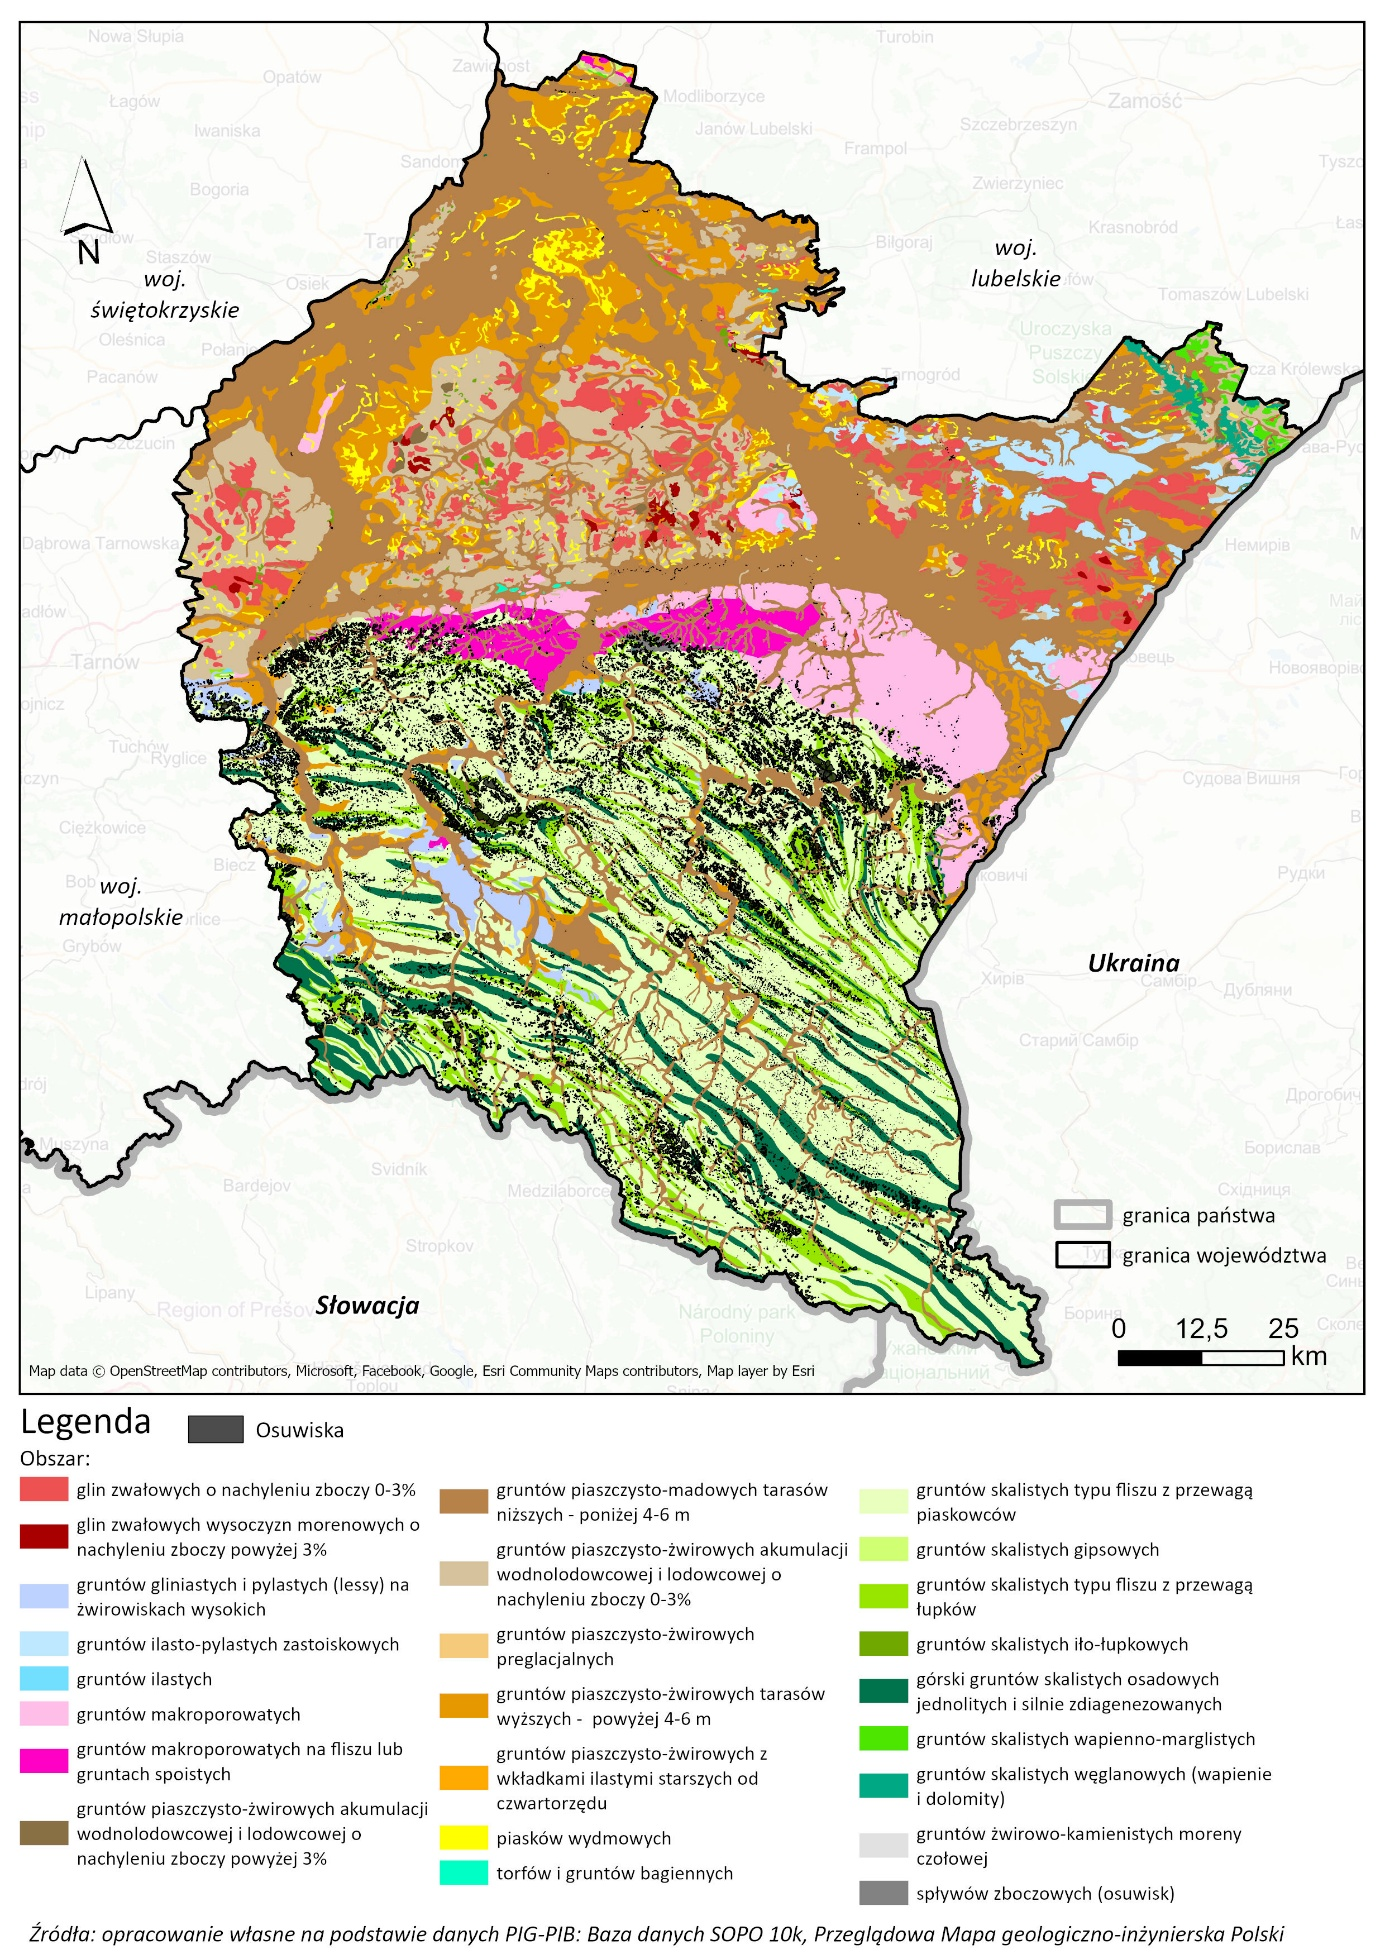 Nowa Słupia
Turobin
Zawichost
Opatów
Łagów
Modliborzyce
Zamość
Iwaniska
Janów Lubelski
Szczebrzeszyn
Frampol
Sandom
Bogoria
Zwierzyniec
Krasnobród
Staszów
Biłgoraj
N
woj.
świętokrzyskie
Osiek
woj.
lubelskie
Tomaszów Lubelski
Oleśnica
Połanie
Uroczyska
Puszczy
Solskie
Pacanów
Tarnogród
cza Królewska
Szczucin
Dąbrowa Tarnowska
Немирів
Tarnów
Новояворівс
Tuchów
Ryglice
Судова Вишня
Ciężkowice
Biecz
woj.
małopolskie
Рудки
Grybów
Ukraina
Хирів
Самбір
Дубляни
Старий Самбір
Дрогобич
Muszyna
Борислав
Svidník
Bardejov
Medzilaborce
Східниця
granica państwa
granica województwa
Stropkov
Lipany
Region of Prešov
Słowacja
Národný park
Poloniny
Бориня
0 12,5 25
km
Map data © OpenStreetMap contributors, Microsoft, Facebook, Google, Esri Community Maps contributors, Map layer by Esri
Legenda
Osuwiska
Obszar:
glin zwałowych o nachyleniu zboczy 0-3%
glin zwałowych wysoczyzn morenowych o
nachyleniu zboczy powyżej 3%
gruntów gliniastych i pylastych (lessy) na
żwirowiskach wysokich
gruntów ilasto-pylastych zastoiskowych
gruntów ilastych
gruntów makroporowatych
gruntów makroporowatych na fliszu lub
gruntach spoistych
gruntów piaszczysto-żwirowych akumulacji
wodnolodowcowej i lodowcowej o
nachyleniu zboczy powyżej 3%
gruntów piaszczysto-madowych tarasów
niższych - poniżej 4-6 m
gruntów piaszczysto-żwirowych akumulacji
wodnolodowcowej i lodowcowej o
nachyleniu zboczy 0-3%
gruntów piaszczysto-żwirowych
preglacjalnych
gruntów piaszczysto-żwirowych tarasów
wyższych - powyżej 4-6 m
gruntów piaszczysto-żwirowych z
wkładkami ilastymi starszych od
czwartorzędu
piasków wydmowych
torfów i gruntów bagiennych
gruntów skalistych typu fliszu z przewagą
piaskowców
gruntów skalistych gipsowych
gruntów skalistych typu fliszu z przewagą
łupków
gruntów skalistych iło-łupkowych
górski gruntów skalistych osadowych
jednolitych i silnie zdiagenezowanych
gruntów skalistych wapienno-marglistych
gruntów skalistych węglanowych (wapienie
i dolomity)
gruntów żwirowo-kamienistych moreny
czołowej
spływów zboczowych (osuwisk)
Źródła: opracowanie własne na podstawie danych PIG-PIB: Baza danych SOPO 10k, Przeglądowa Mapa geologiczno-inżynierska Polski